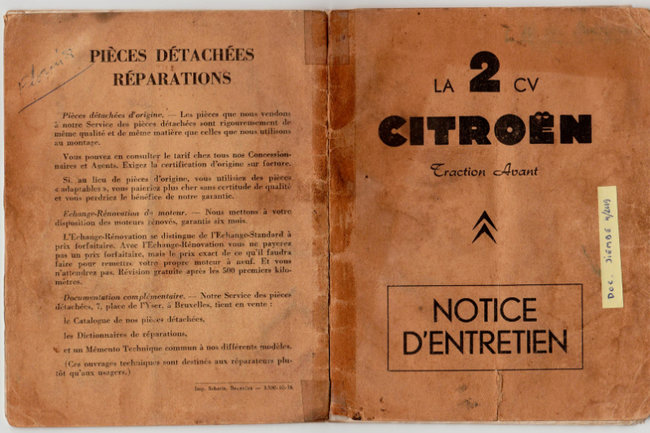 PIÈCES DÉTACHÉES
RÉPARATIONS
Pièces détachées d'origine. — Les pièces que nous vendons
à notre Service des pièces détachées sont rigoureusement de
même qualité et de même matière que celles que nous utilisons
au montage.
Vous pouvez en consulter le tarif chez tous nos Concession-
naires et Agents. Exigez la certification d'origine sur facture.
Si, au lieu de pièces d'origine, vous utilisiez des pièces
« adaptables », vous paieriez plus cher sans certitude de qualité
et vous perdriez le bénéfice de notre garantie.
Echange-Rénovation de moteur. — Nous mettons à votre
disposition des moteurs rénovés, garantis six mois.
L'Echange-Rénovation se distingue de l'Echange-Standard à
prix forfaitaire. Avec l'Echange-Rénovation vous ne payerez
pas un prix forfaitaire, mais le prix exact de ce qu'il faudra
faire pour remettre votre propre moteur à neuf. Et vous
n'attendrez pas. Révision gratuite après les 500 premiers kilo-
mètres.
Documentation complémentaire. — Notre Service des pièces
détachées, 7, place de l'Yser, à Bruxelles, tient en vente :
le Catalogue de nos pièces détachées,
les Dictionnaires de réparations,
et un Mémento Technique commun à nos différents modèles.
(Ces ouvrages techniques sont destinés aux réparateurs plu-
tôt qu'aux usagers.)
LA 2 CV
CITROËN
Traction Avant
NOTICE
D'ENTRETIEN